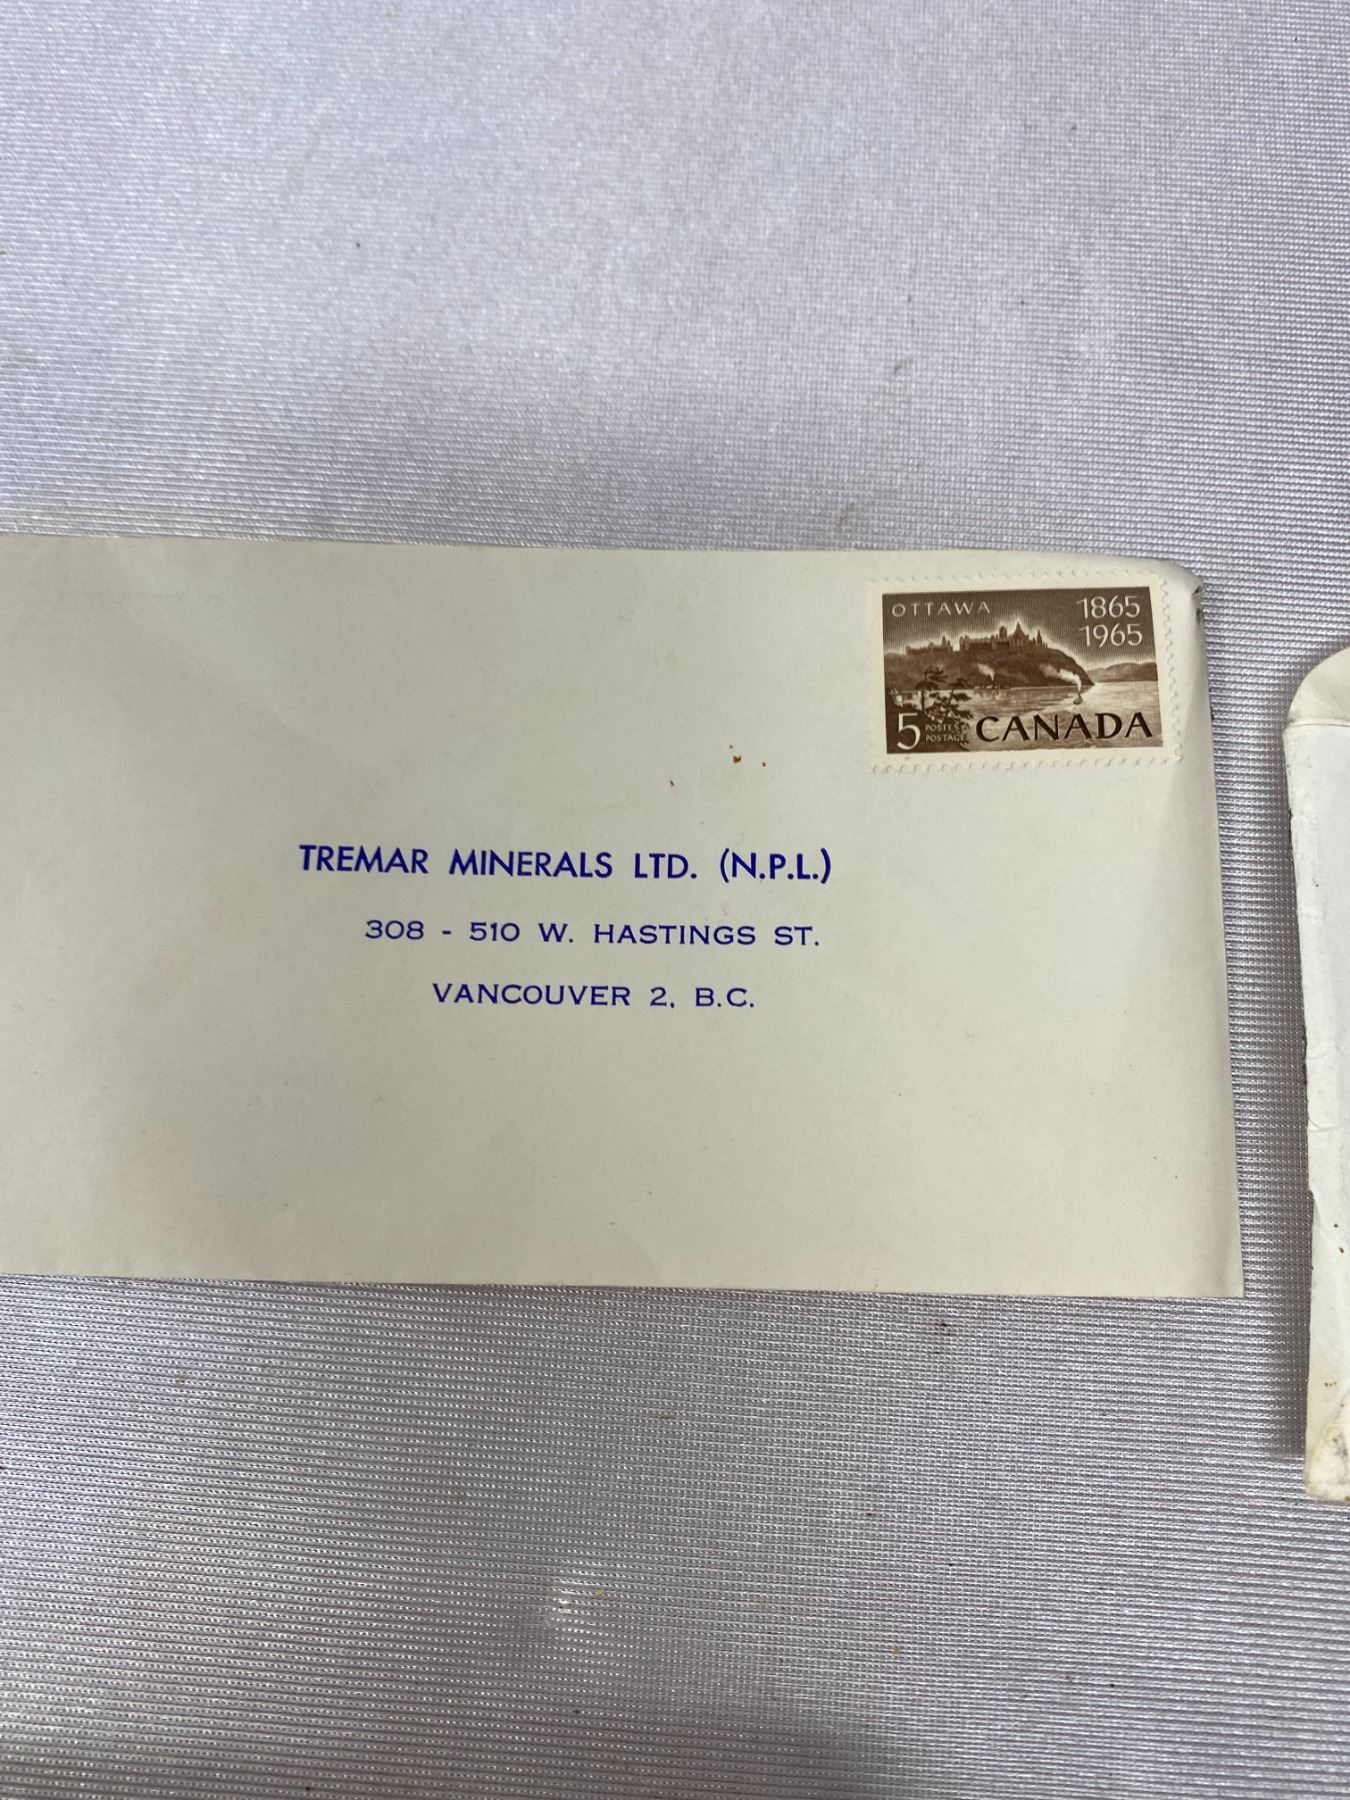 OTTAWA 1865
1965
5 POSTES
POSTAGE CANADA
TREMAR MINERALS LTD. (N.P.L.)
308 - 510 W. HASTINGS ST.
VANCOUVER 2, B.C.